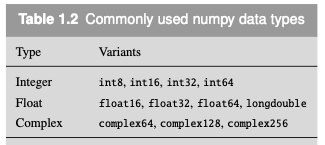 Table 1.2 Commonly used numpy data types
Type Variants
Integer int8, int16, int32, int64
Float float16, float32, float64, longdouble
Complex complex64, complex128, complex256